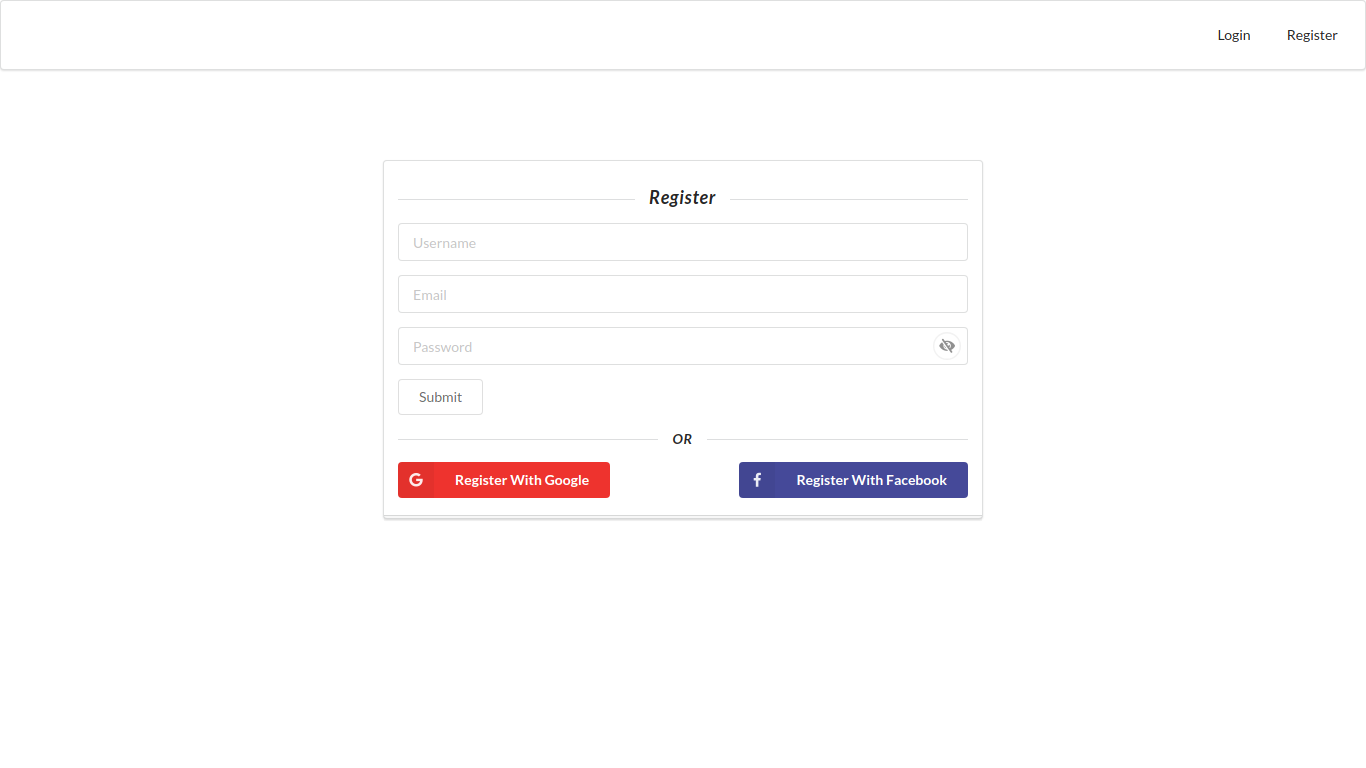 Login Register
Register
Username
Email
Password
Submit
OR
Register With Google Register With Facebook